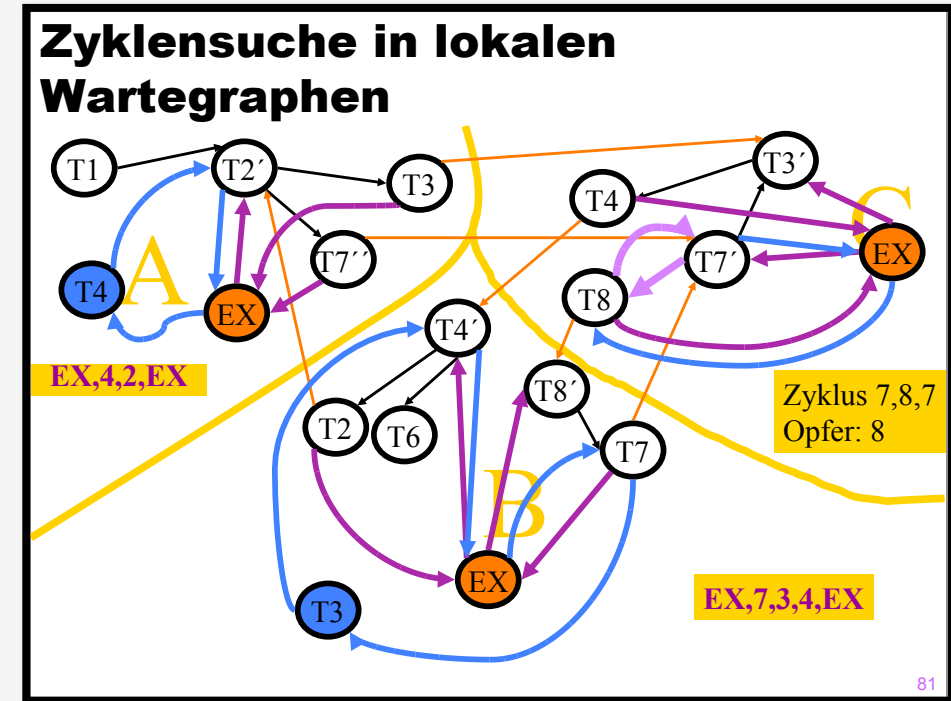 Zyklensuche in lokalen
Wartegraphen
T1
T2´
T3
T3´
T4
T7´´
T7´
EX
A
C
T4
EX
T8
T4´
EX,4,2,EX
T8´
Zyklus 7,8,7
Opfer: 8
T2
T6
T7
B
EX
T3
EX,7,3,4,EX
81